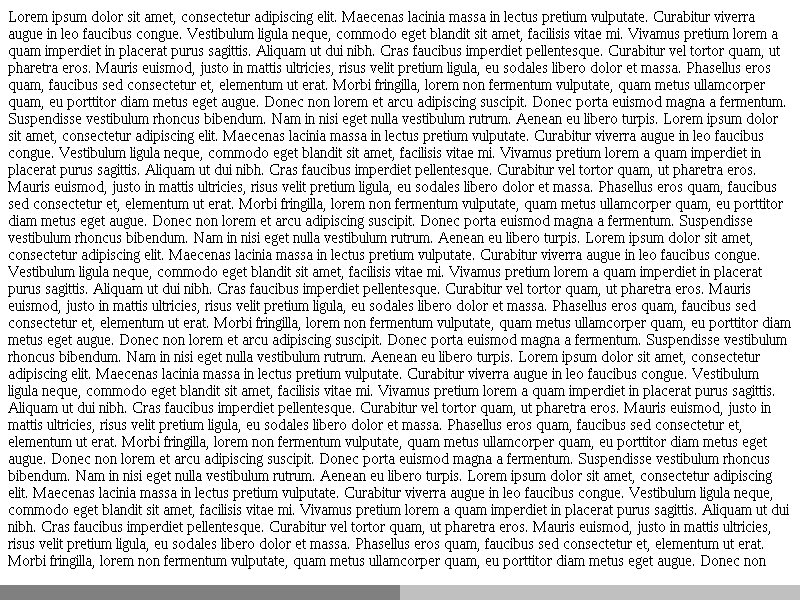 Lorem ipsum dolor sit amet, consectetur adipiscing elit. Maecenas lacinia massa in lectus pretium vulputate. Curabitur viverra
augue in leo faucibus congue. Vestibulum ligula neque, commodo eget blandit sit amet, facilisis vitae mi. Vivamus pretium lorem a
quam imperdiet in placerat purus sagittis. Aliquam ut dui nibh. Cras faucibus imperdiet pellentesque. Curabitur vel tortor quam, ut
pharetra eros. Mauris euismod, justo in mattis ultricies, risus velit pretium ligula, eu sodales libero dolor et massa. Phasellus eros
quam, faucibus sed consectetur et, elementum ut erat. Morbi fringilla, lorem non fermentum vulputate, quam metus ullamcorper
quam, eu porttitor diam metus eget augue. Donec non lorem et arcu adipiscing suscipit. Donec porta euismod magna a fermentum.
Suspendisse vestibulum rhoncus bibendum. Nam in nisi eget nulla vestibulum rutrum. Aenean eu libero turpis. Lorem ipsum dolor
sit amet, consectetur adipiscing elit. Maecenas lacinia massa in lectus pretium vulputate. Curabitur viverra augue in leo faucibus
congue. Vestibulum ligula neque, commodo eget blandit sit amet, facilisis vitae mi. Vivamus pretium lorem a quam imperdiet in
placerat purus sagittis. Aliquam ut dui nibh. Cras faucibus imperdiet pellentesque. Curabitur vel tortor quam, ut pharetra eros.
Mauris euismod, justo in mattis ultricies, risus velit pretium ligula, eu sodales libero dolor et massa. Phasellus eros quam, faucibus
sed consectetur et, elementum ut erat. Morbi fringilla, lorem non fermentum vulputate, quam metus ullamcorper quam, eu porttitor
diam metus eget augue. Donec non lorem et arcu adipiscing suscipit. Donec porta euismod magna a fermentum. Suspendisse
vestibulum rhoncus bibendum. Nam in nisi eget nulla vestibulum rutrum. Aenean eu libero turpis. Lorem ipsum dolor sit amet,
consectetur adipiscing elit. Maecenas lacinia massa in lectus pretium vulputate. Curabitur viverra augue in leo faucibus congue.
Vestibulum ligula neque, commodo eget blandit sit amet, facilisis vitae mi. Vivamus pretium lorem a quam imperdiet in placerat
purus sagittis. Aliquam ut dui nibh. Cras faucibus imperdiet pellentesque. Curabitur vel tortor quam, ut pharetra eros. Mauris
euismod, justo in mattis ultricies, risus velit pretium ligula, eu sodales libero dolor et massa. Phasellus eros quam, faucibus sed
consectetur et, elementum ut erat. Morbi fringilla, lorem non fermentum vulputate, quam metus ullamcorper quam, eu porttitor diam
metus eget augue. Donec non lorem et arcu adipiscing suscipit. Donec porta euismod magna a fermentum. Suspendisse vestibulum
rhoncus bibendum. Nam in nisi eget nulla vestibulum rutrum. Aenean eu libero turpis. Lorem ipsum dolor sit amet, consectetur
adipiscing elit. Maecenas lacinia massa in lectus pretium vulputate. Curabitur viverra augue in leo faucibus congue. Vestibulum
ligula neque, commodo eget blandit sit amet, facilisis vitae mi. Vivamus pretium lorem a quam imperdiet in placerat purus sagittis.
Aliquam ut dui nibh. Cras faucibus imperdiet pellentesque. Curabitur vel tortor quam, ut pharetra eros. Mauris euismod, justo in
mattis ultricies, risus velit pretium ligula, eu sodales libero dolor et massa. Phasellus eros quam, faucibus sed consectetur et,
elementum ut erat. Morbi fringilla, lorem non fermentum vulputate, quam metus ullamcorper quam, eu porttitor diam metus eget
augue. Donec non lorem et arcu adipiscing suscipit. Donec porta euismod magna a fermentum. Suspendisse vestibulum rhoncus
bibendum. Nam in nisi eget nulla vestibulum rutrum. Aenean eu libero turpis. Lorem ipsum dolor sit amet, consectetur adipiscing
elit. Maecenas lacinia massa in lectus pretium vulputate. Curabitur viverra augue in leo faucibus congue. Vestibulum ligula neque,
commodo eget blandit sit amet, facilisis vitae mi. Vivamus pretium lorem a quam imperdiet in placerat purus sagittis. Aliquam ut dui
nibh. Cras faucibus imperdiet pellentesque. Curabitur vel tortor quam, ut pharetra eros. Mauris euismod, justo in mattis ultricies,
risus velit pretium ligula, eu sodales libero dolor et massa. Phasellus eros quam, faucibus sed consectetur et, elementum ut erat.
Morbi fringilla, lorem non fermentum vulputate, quam metus ullamcorper quam, eu porttitor diam metus eget augue. Donec non